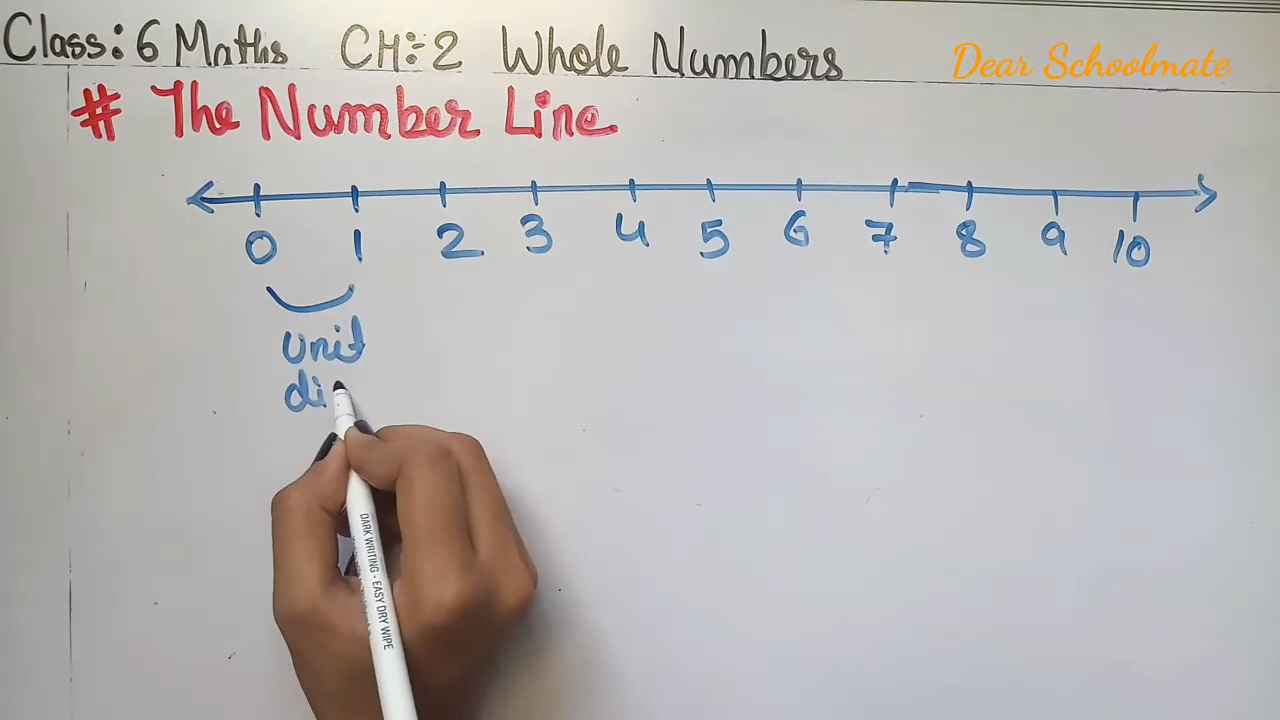 Class: 6 Maths CH:- 2 Whole Numbers
Dear Schoolmate
# The Number Line
0 1 2 3 4 5 6 7 8 9 10
unit
di
DARK WRITING - EASY DRY WIPE